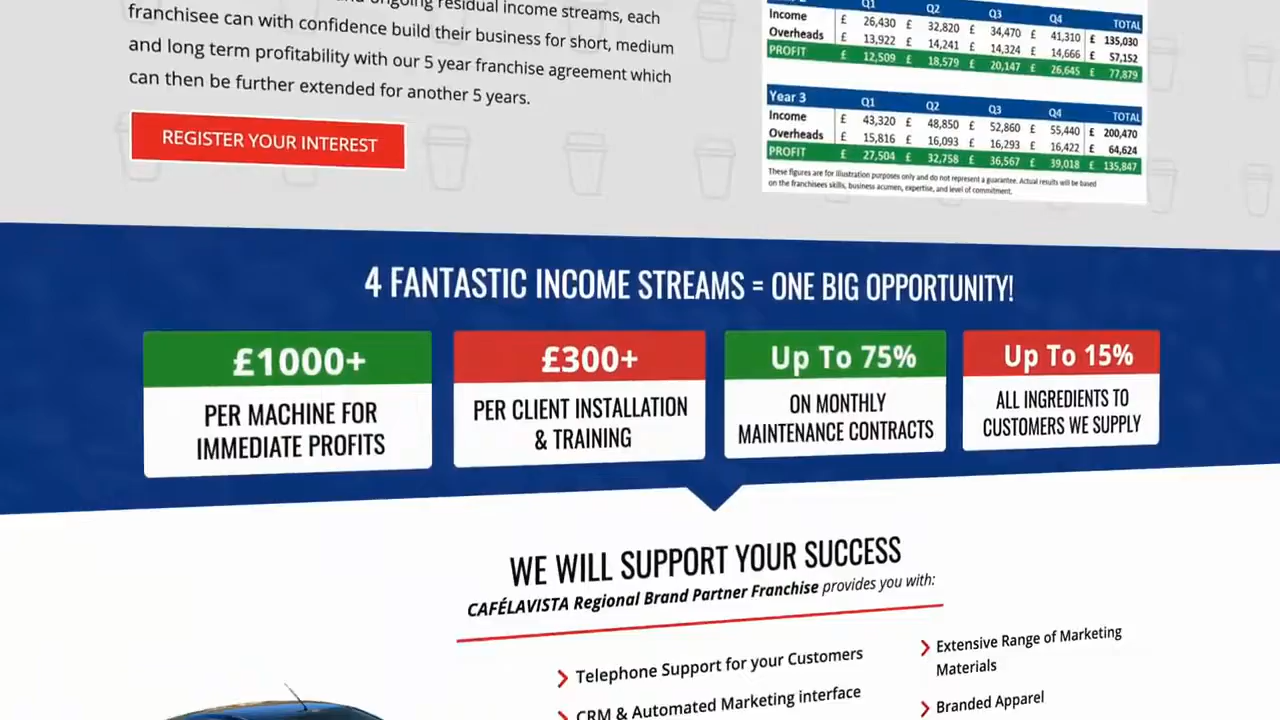 ongoing residual income streams, each
franchisee can with confidence build their business for short, medium
and long term profitability with our 5 year franchise agreement which
can then be further extended for another 5 years.
REGISTER YOUR INTEREST
Q1 Q2 Q3 Q4 TOTAL
Income £ 26,430 £ 32,820 £ 34,470 £ 41,310 £ 135,030
Overheads £ 13,922 £ 14,241 £ 14,324 £ 14,666 £ 57,152
PROFIT £ 12,509 £ 18,579 £ 20,147 £ 26,645 £ 77,879
Year 3 Q1 Q2 Q3 Q4 TOTAL
Income £ 43,320 £ 48,850 £ 52,860 £ 55,440 £ 200,470
Overheads £ 15,816 £ 16,093 £ 16,293 £ 16,422 £ 64,624
PROFIT £ 27,504 £ 32,758 £ 36,567 £ 39,018 £ 135,847
These figures are for illustration purposes only and do not represent a guarantee. Actual results will be based
on the franchisees skills, business acumen, expertise, and level of commitment.
4 FANTASTIC INCOME STREAMS = ONE BIG OPPORTUNITY!
£1000+
PER MACHINE FOR
IMMEDIATE PROFITS
£300+
PER CLIENT INSTALLATION
& TRAINING
Up To 75%
ON MONTHLY
MAINTENANCE CONTRACTS
Up To 15%
ALL INGREDIENTS TO
CUSTOMERS WE SUPPLY
WE WILL SUPPORT YOUR SUCCESS
CAFÉLAVISTA Regional Brand Partner Franchise provides you with:
Telephone Support for your Customers
CRM & Automated Marketing interface
Extensive Range of Marketing
Materials
Branded Apparel